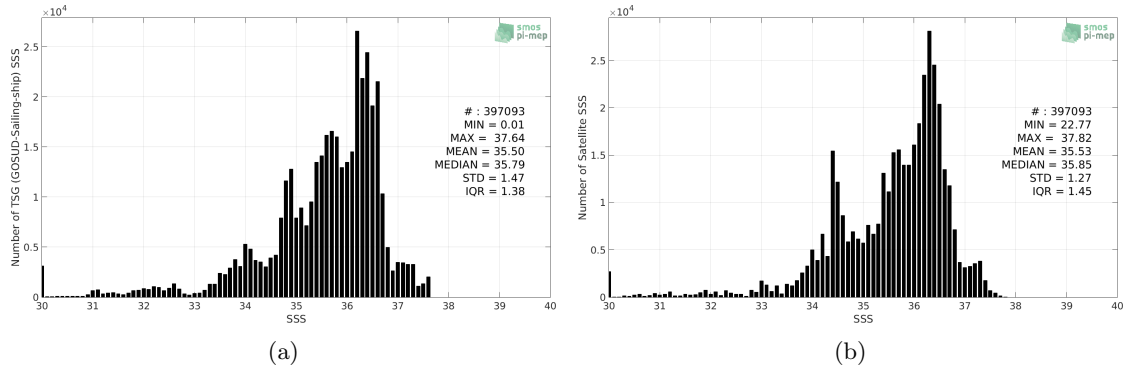 ×10⁴
smos
pi-mep
Number of TSG (GOSUD-Sailing-ship) SSS
2.5
2
1.5
1
0.5
0
# : 397093
MIN = 0.01
MAX = 37.64
MEAN = 35.50
MEDIAN = 35.79
STD = 1.47
IQR = 1.38
30 31 32 33 34 35 36 37 38 39 40
SSS
(a)
×10⁴
smos
pi-mep
Number of Satellite SSS
2.5
2
1.5
1
0.5
0
# : 397093
MIN = 22.77
MAX = 37.82
MEAN = 35.53
MEDIAN = 35.85
STD = 1.27
IQR = 1.45
30 31 32 33 34 35 36 37 38 39 40
SSS
(b)